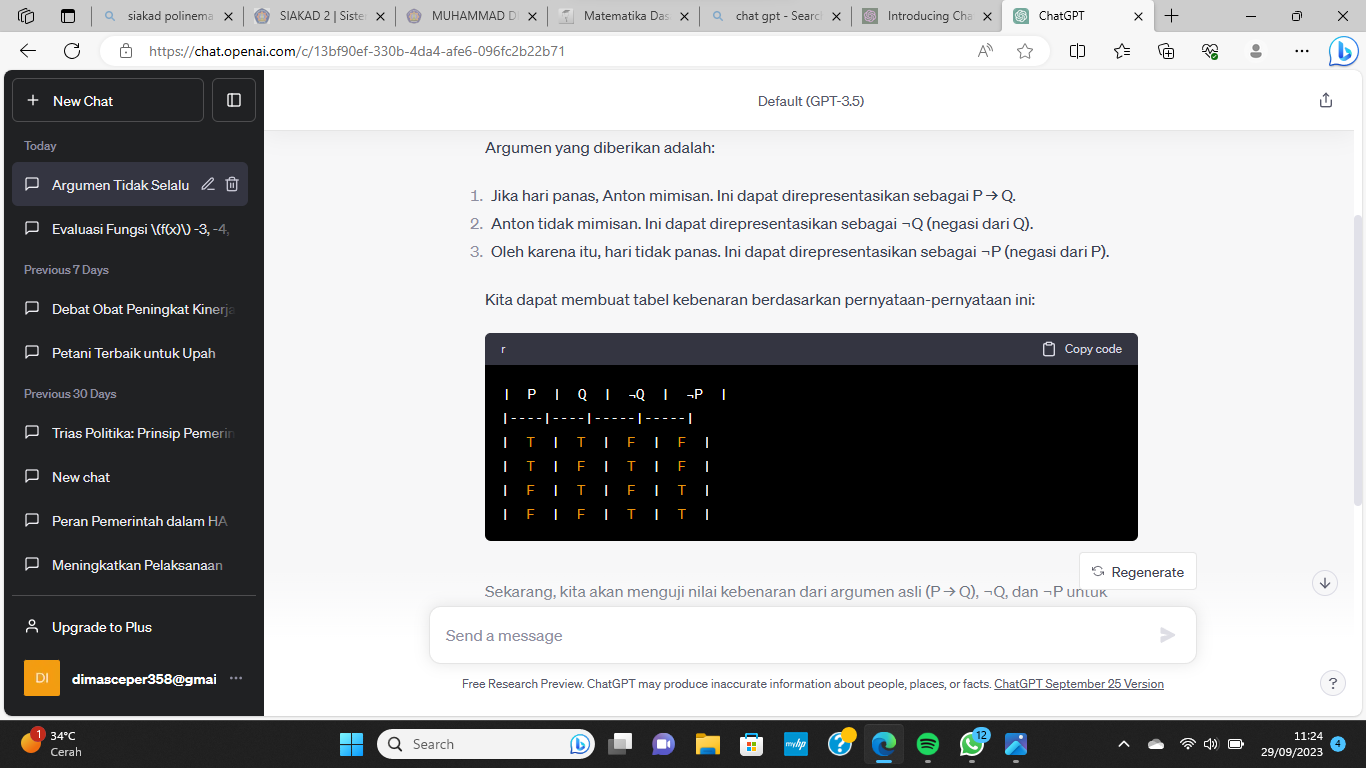 siakad polinema
SIAKAD 2 | Siste
MUHAMMAD D
Matematika Das
chat gpt - Searc
Introducing Cha
ChatGPT
https://chat.openai.com/c/13bf90ef-330b-4da4-afe6-096fc2b22b71
+ New Chat
Default (GPT-3.5)
Today
Argumen Tidak Selalu
Evaluasi Fungsi \(f(x)\) -3, -4,
Previous 7 Days
Debat Obat Peningkat Kinerja
Petani Terbaik untuk Upah
Previous 30 Days
Trias Politika: Prinsip Pemerin
New chat
Peran Pemerintah dalam HA
Meningkatkan Pelaksanaan
Upgrade to Plus
DI
dimasceper358@gmai
Argumen yang diberikan adalah:
1. Jika hari panas, Anton mimisan. Ini dapat direpresentasikan sebagai P → Q.
2. Anton tidak mimisan. Ini dapat direpresentasikan sebagai ¬Q (negasi dari Q).
3. Oleh karena itu, hari tidak panas. Ini dapat direpresentasikan sebagai ¬P (negasi dari P).
Kita dapat membuat tabel kebenaran berdasarkan pernyataan-pernyataan ini:
r
Copy code
| P | Q | ¬Q | ¬P |
|----|----|-----|-----|
| T | T | F | F |
| T | F | T | F |
| F | T | F | T |
| F | F | T | T |
Regenerate
Sekarang, kita akan menguji nilai kebenaran dari argumen asli (P → Q), ¬Q, dan ¬P untuk
Send a message
Free Research Preview. ChatGPT may produce inaccurate information about people, places, or facts. ChatGPT September 25 Version
?
1
34°C
Cerah
Search
myhp
12
11:24
29/09/2023
4